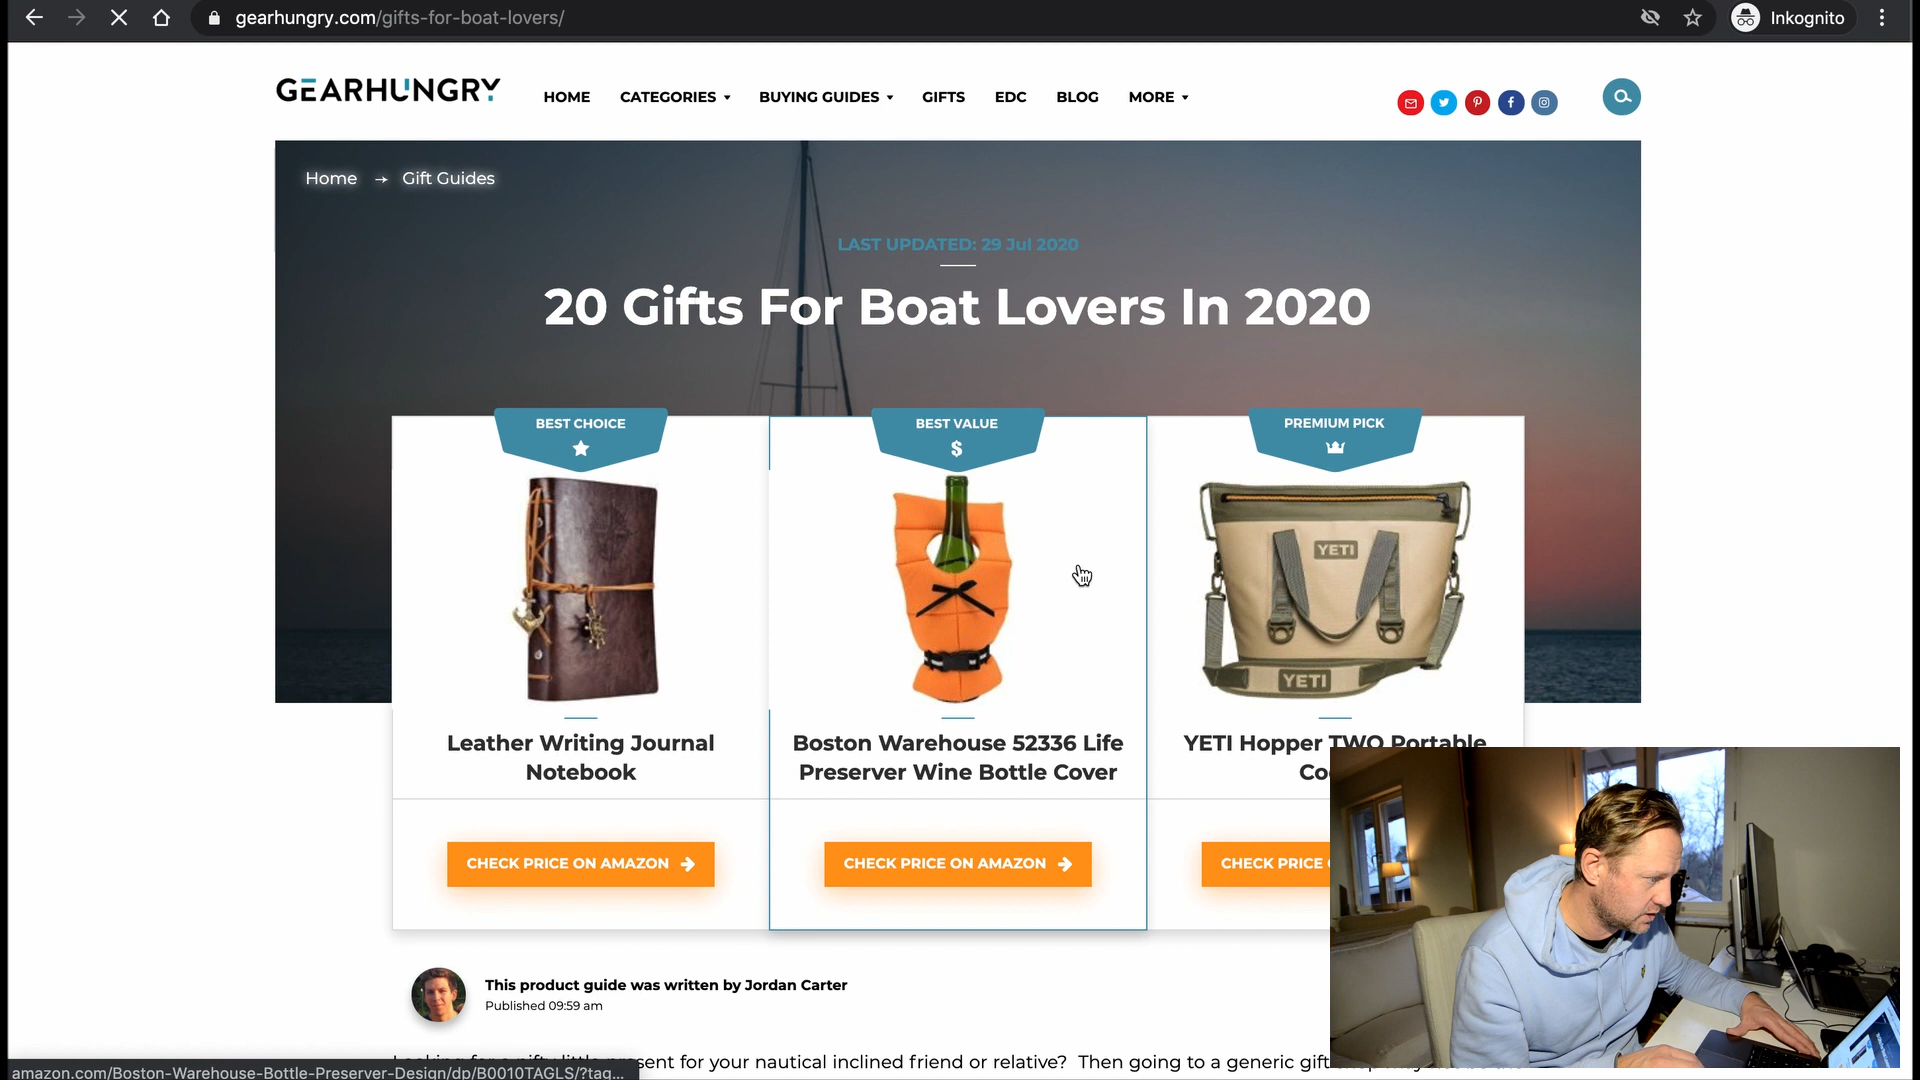 gearhungry.com/gifts-for-boat-lovers/
Inkognito
GEARHUNGRY
HOME
CATEGORIES
BUYING GUIDES
GIFTS
EDC
BLOG
MORE
Home → Gift Guides
LAST UPDATED: 29 Jul 2020
20 Gifts For Boat Lovers In 2020
BEST CHOICE
BEST VALUE
$
PREMIUM PICK
YETI
YETI
Leather Writing Journal
Notebook
Boston Warehouse 52336 Life
Preserver Wine Bottle Cover
YETI Hopper TWO Portable
CHECK PRICE ON AMAZON →
CHECK PRICE ON AMAZON →
CHECK PRICE
This product guide was written by Jordan Carter
Published 09:59 am
sent for your nautical inclined friend or relative? Then going to a generic gift
amazon.com/Boston-Warehouse-Bottle-Preserver-Design/dp/B0010TAGLS/?tag...